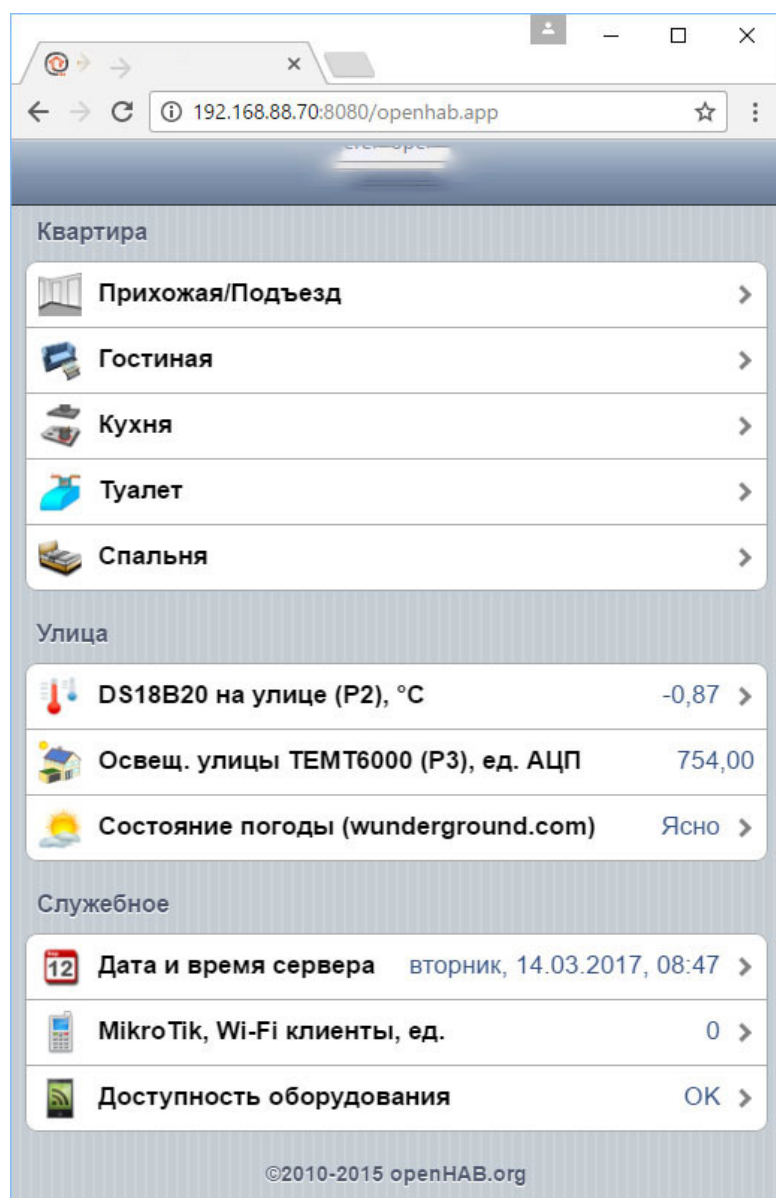 192.168.88.70:8080/openhab.app
Квартира
Прихожая/Подъезд
Гостиная
Кухня
Туалет
Спальня
Улица
DS18B20 на улице (P2), °C -0,87
Освещ. улицы TEMT6000 (P3), ед. АЦП 754,00
Состояние погоды (wunderground.com) Ясно
Служебное
12 Дата и время сервера вторник, 14.03.2017, 08:47
MikroTik, Wi-Fi клиенты, ед. 0
Доступность оборудования OK
©2010-2015 openHAB.org